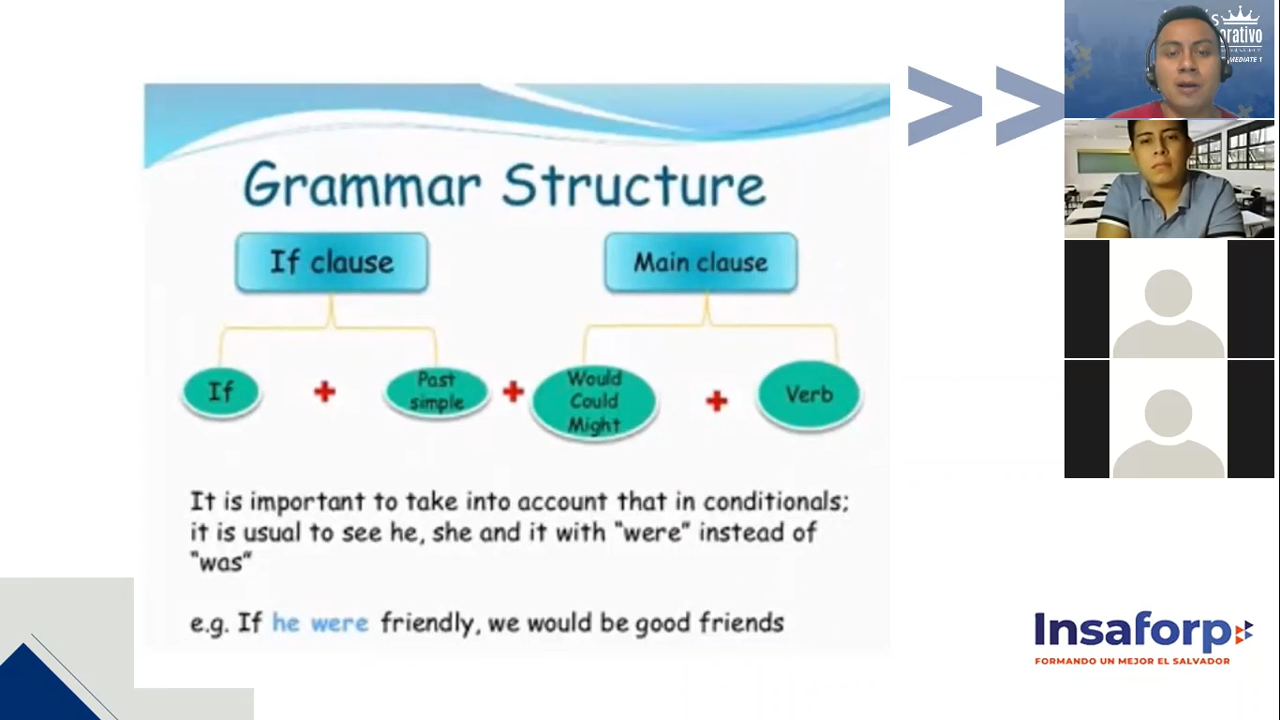 Grammar Structure
If clause
Main clause
If + Past simple + Would Could Might + Verb
It is important to take into account that in conditionals;
it is usual to see he, she and it with “were” instead of
“was”
e.g. If he were friendly, we would be good friends
>>
Insaforp
FORMANDO UN MEJOR EL SALVADOR